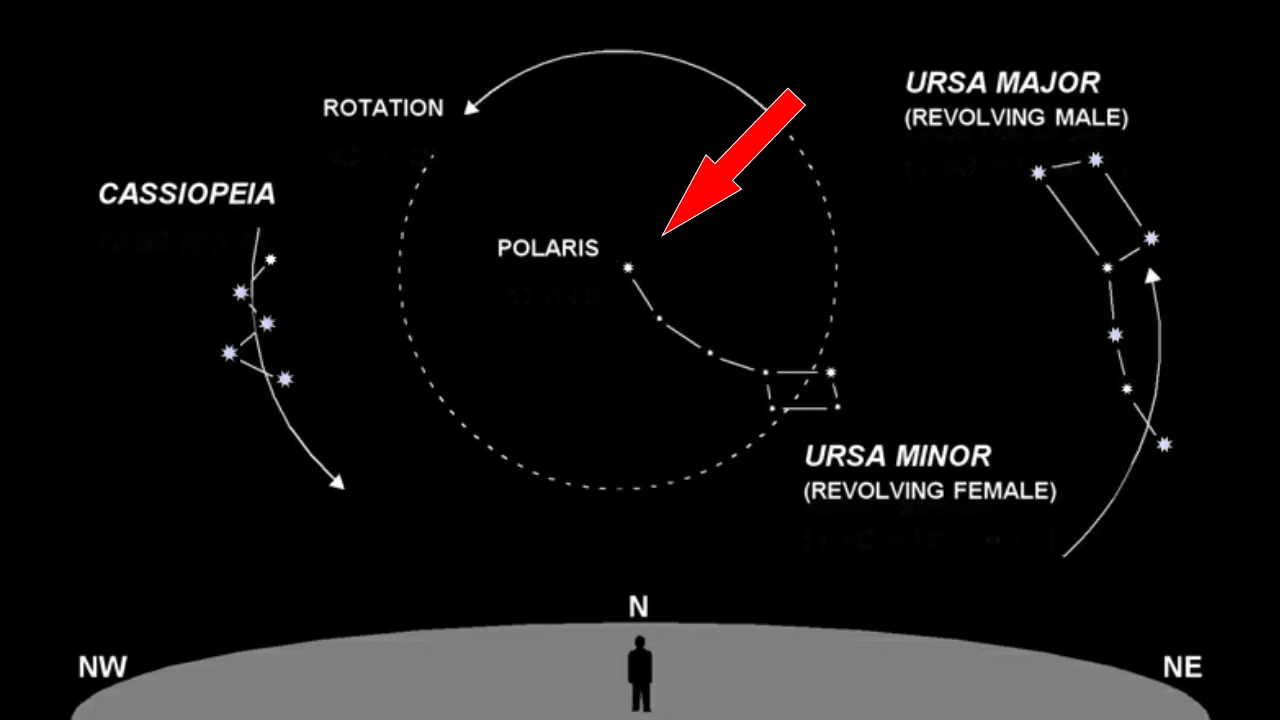 URSA MAJOR
(REVOLVING MALE)
ROTATION
CASSIOPEIA
POLARIS
URSA MINOR
(REVOLVING FEMALE)
N
NW
NE